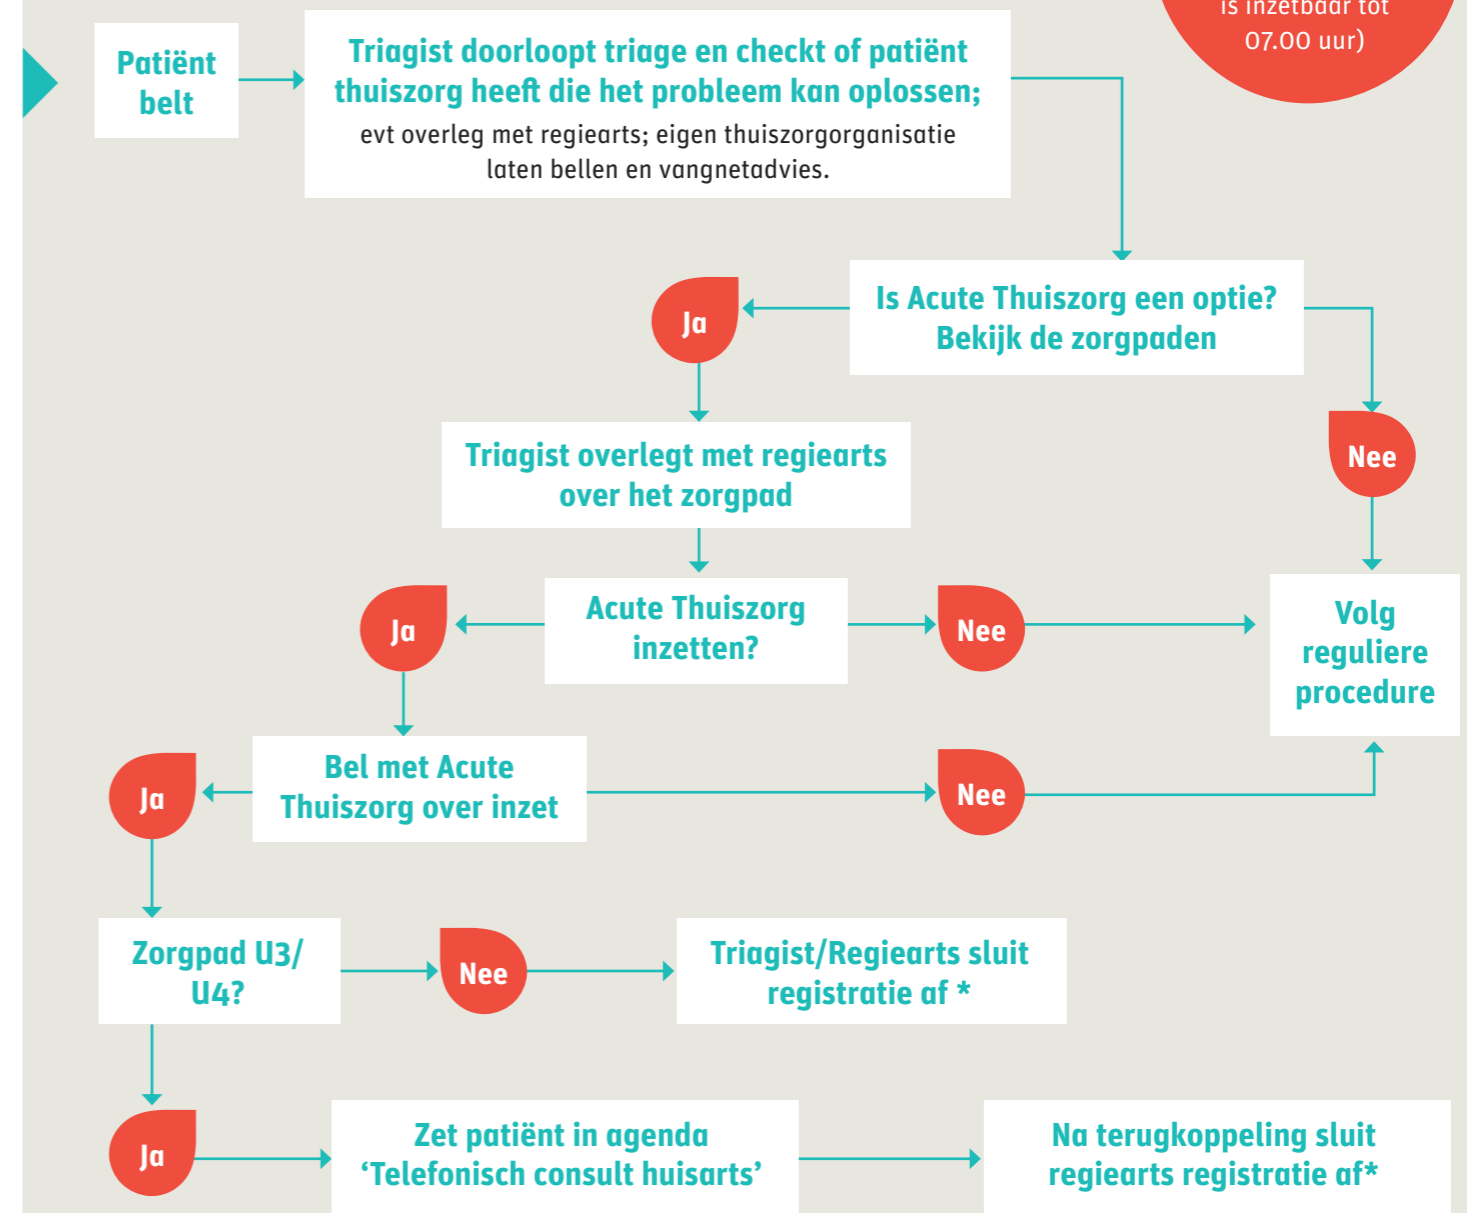 is inzetbaar tot
07.00 uur)
Patiënt
belt
Triagist doorloopt triage en checkt of patiënt
thuiszorg heeft die het probleem kan oplossen;
evt overleg met regiearts; eigen thuiszorgorganisatie
laten bellen en vangnetadvies.
Is Acute Thuiszorg een optie?
Bekijk de zorgpaden
Ja
Nee
Triagist overlegt met regiearts
over het zorgpad
Acute Thuiszorg
inzetten?
Ja
Nee
Volg
reguliere
procedure
Bel met Acute
Thuiszorg over inzet
Ja
Nee
Zorgpad U3/
U4?
Nee
Triagist/Regiearts sluit
registratie af *
Ja
Zet patiënt in agenda
‘Telefonisch consult huisarts’
Na terugkoppeling sluit
regiearts registratie af*